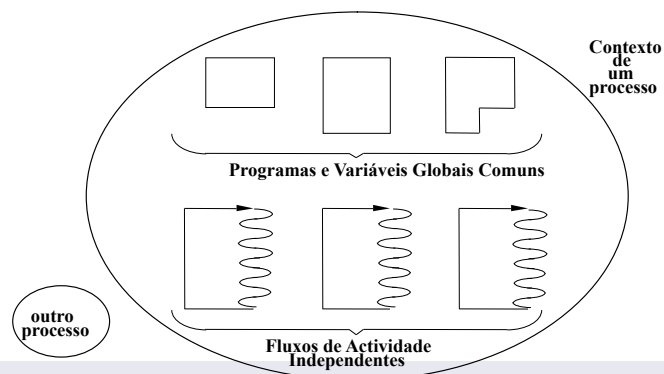 Contexto
de
um
processo
Programas e Variáveis Globais Comuns
outro
processo
Fluxos de Actividade
Independentes